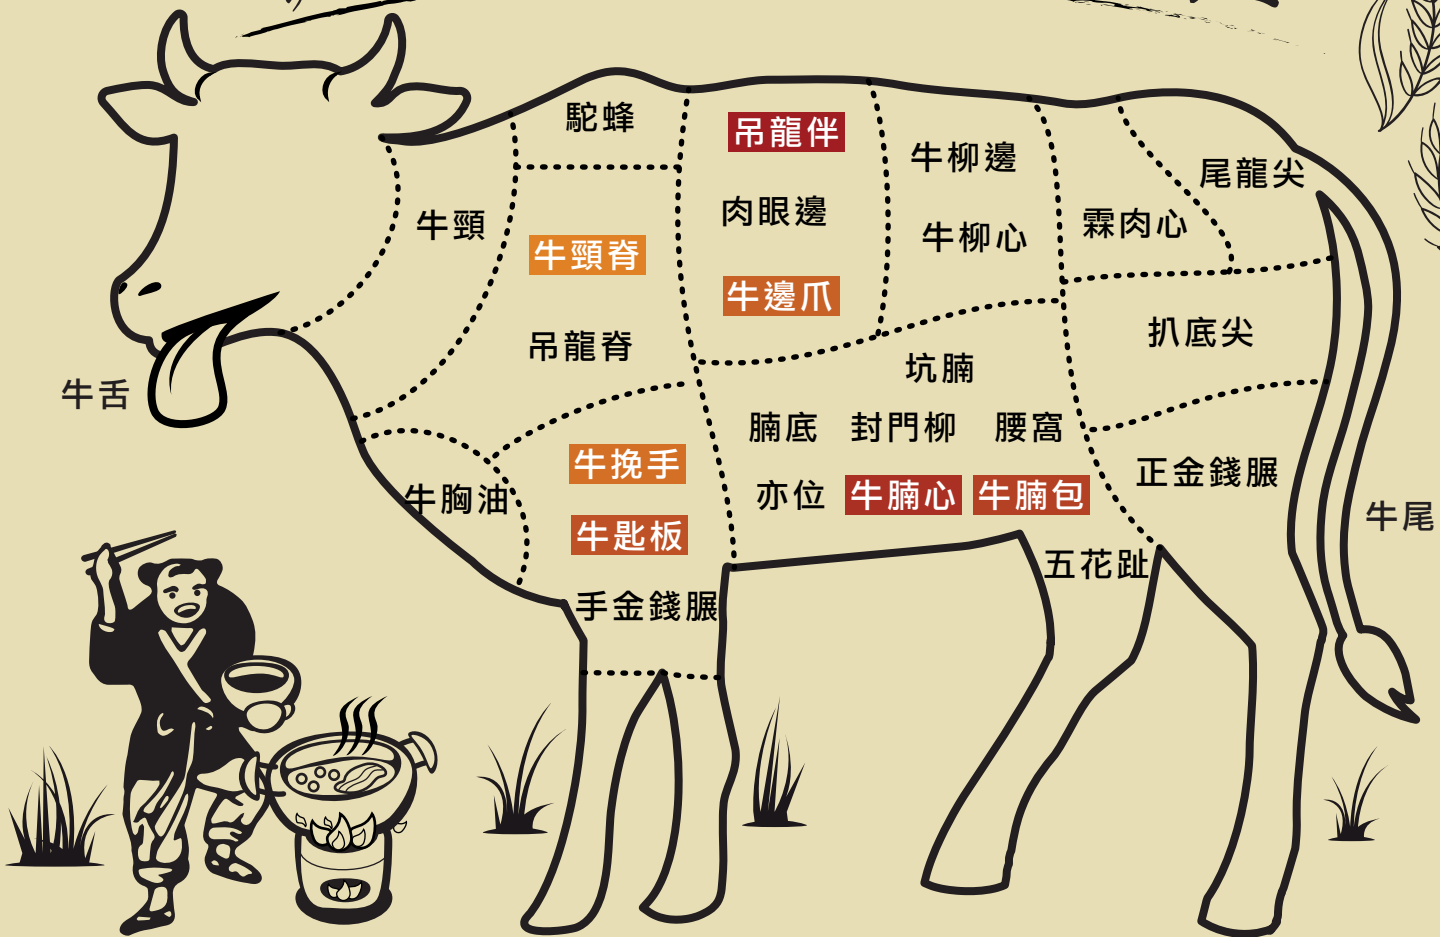 駝蜂
吊龍伴
牛柳邊
尾龍尖
牛頸
肉眼邊
霖肉心
牛頸脊
牛柳心
牛邊爪
吊龍脊
扒底尖
牛舌
坑腩
腩底 封門柳 腰窩
牛挽手
正金錢𦟌
牛胸油
亦位 牛腩心 牛腩包
牛尾
牛匙板
五花趾
手金錢𦟌